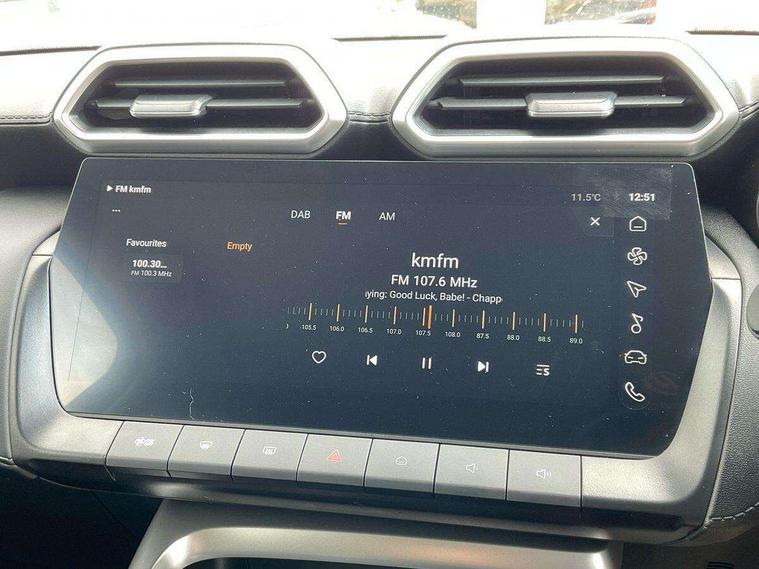 FM kmfm
11.5°C 12:51
...
DAB FM AM
Favourites Empty
100.30...
FM 100.3 MHz
kmfm
FM 107.6 MHz
ying: Good Luck, Babe! - Chapp
105.5 106.0 106.5 107.0 107.5 108.0 87.5 88.0 88.5 89.0